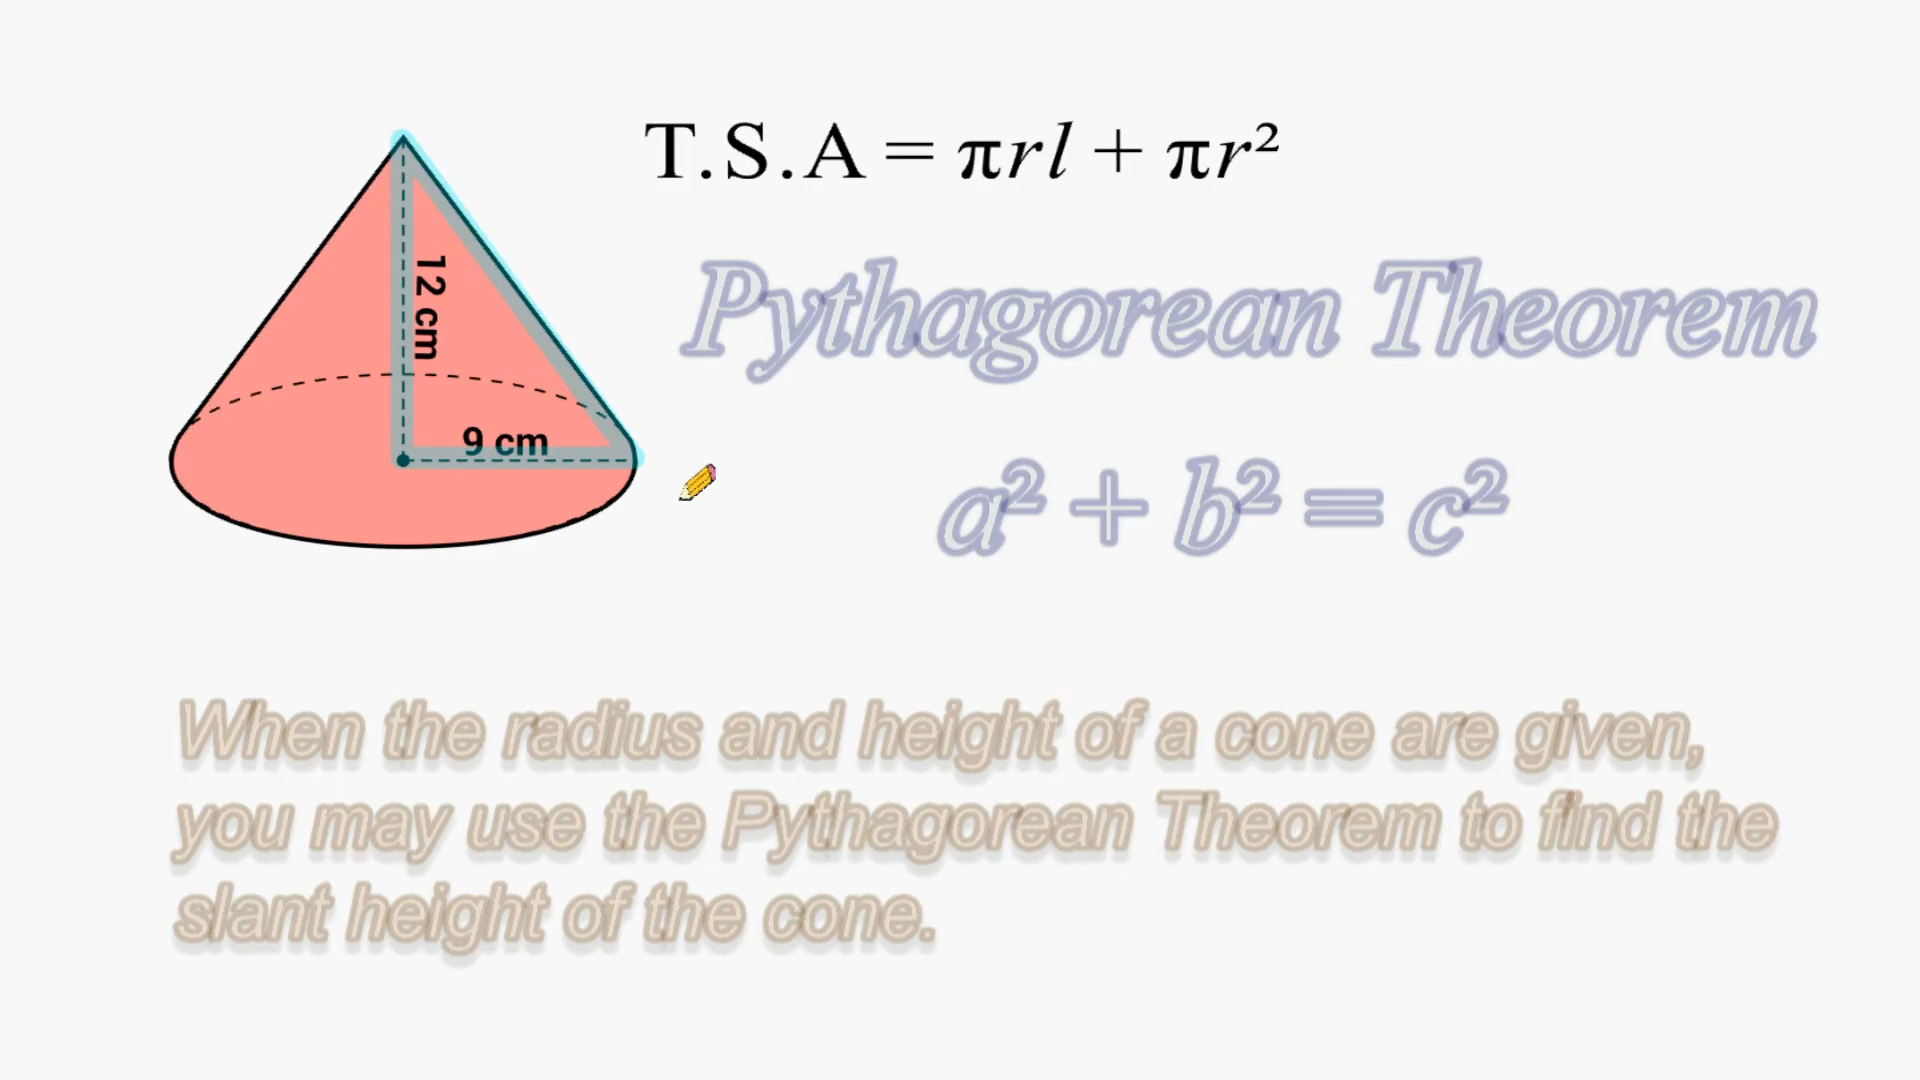 T.S.A = πrl + πr²
Pythagorean Theorem
12 cm
9 cm
a² + b² = c²
When the radius and height of a cone are given,
you may use the Pythagorean Theorem to find the
slant height of the cone.